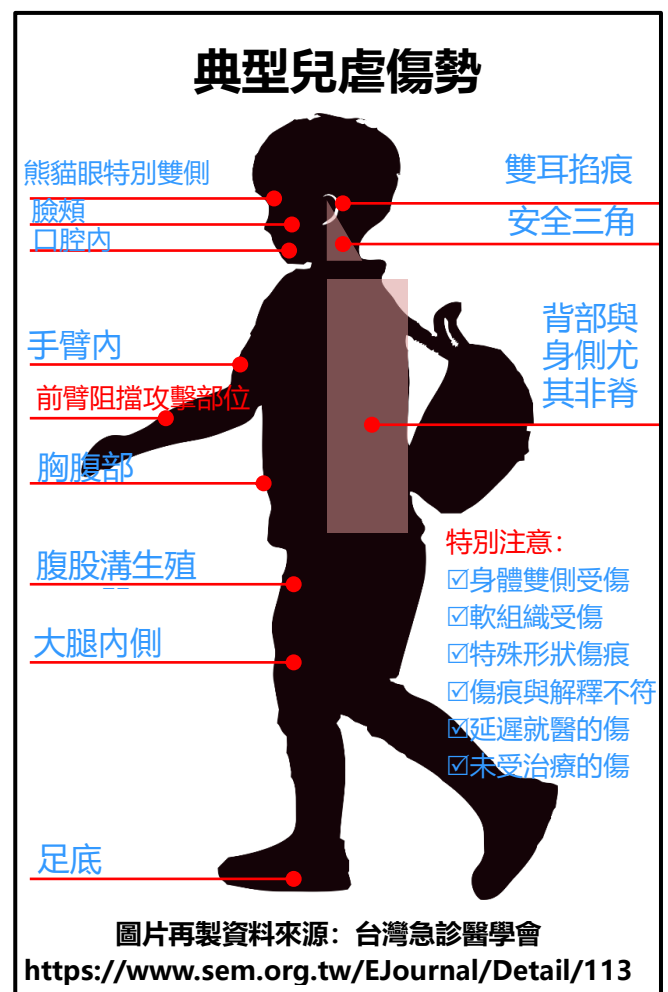 典型兒虐傷勢
熊貓眼特別雙側
臉頰
口腔內
手臂內
前臂阻擋攻擊部位
胸腹部
腹股溝生殖
大腿內側
足底
雙耳掐痕
安全三角
背部與
身側尤
其非脊
特別注意：
☑身體雙側受傷
☑軟組織受傷
☑特殊形狀傷痕
☑傷痕與解釋不符
☑延遲就醫的傷
☑未受治療的傷
圖片再製資料來源：台灣急診醫學會
https://www.sem.org.tw/EJournal/Detail/113